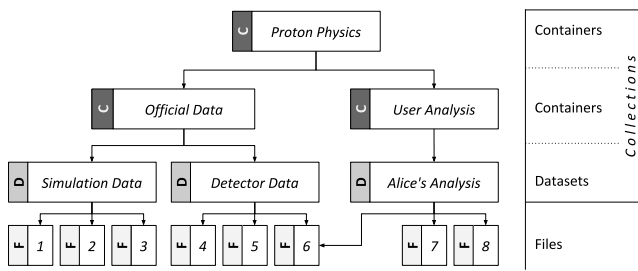 C Proton Physics
Containers
C Official Data
C User Analysis
Containers
Collections
D Simulation Data
D Detector Data
D Alice's Analysis
Datasets
F 1
F 2
F 3
F 4
F 5
F 6
F 7
F 8
Files